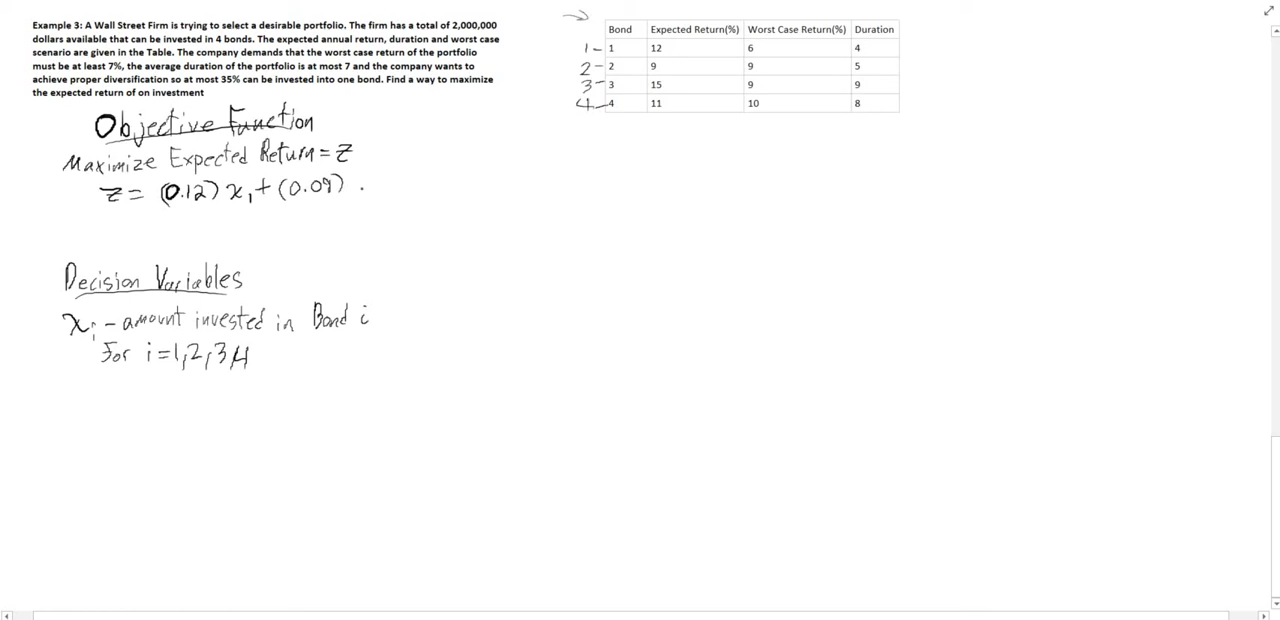 Example 3: A Wall Street Firm is trying to select a desirable portfolio. The firm has a total of 2,000,000
dollars available that can be invested in 4 bonds. The expected annual return, duration and worst case
scenario are given in the Table. The company demands that the worst case return of the portfolio
must be at least 7%, the average duration of the portfolio is at most 7 and the company wants to
achieve proper diversification so at most 35% can be invested into one bond. Find a way to maximize
the expected return of on investment
Bond Expected Return(%) Worst Case Return(%) Duration
1- 1 12 6 4
2- 2 9 9 5
3- 3 15 9 9
4- 4 11 10 8
Objective Function
Maximize Expected Return = z
z = (0.12) x₁ + (0.09)
Decision Variables
xᵢ - amount invested in Bond i
For i=1,2,3,4